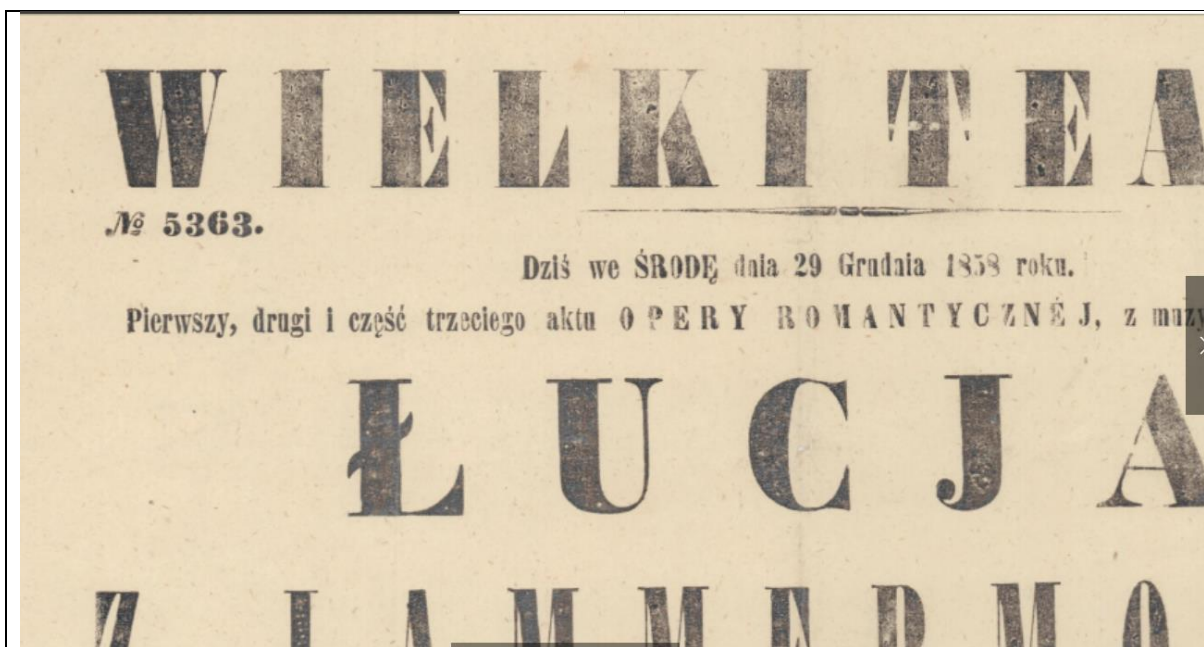 WIELKI TEA
№ 5363.
Dziś we ŚRODĘ dnia 29 Grudnia 1858 roku.
Pierwszy, drugi i część trzeciego aktu OPERY ROMANTYCZNÉJ, z muzy
ŁUCJA
Z LAMMERMO